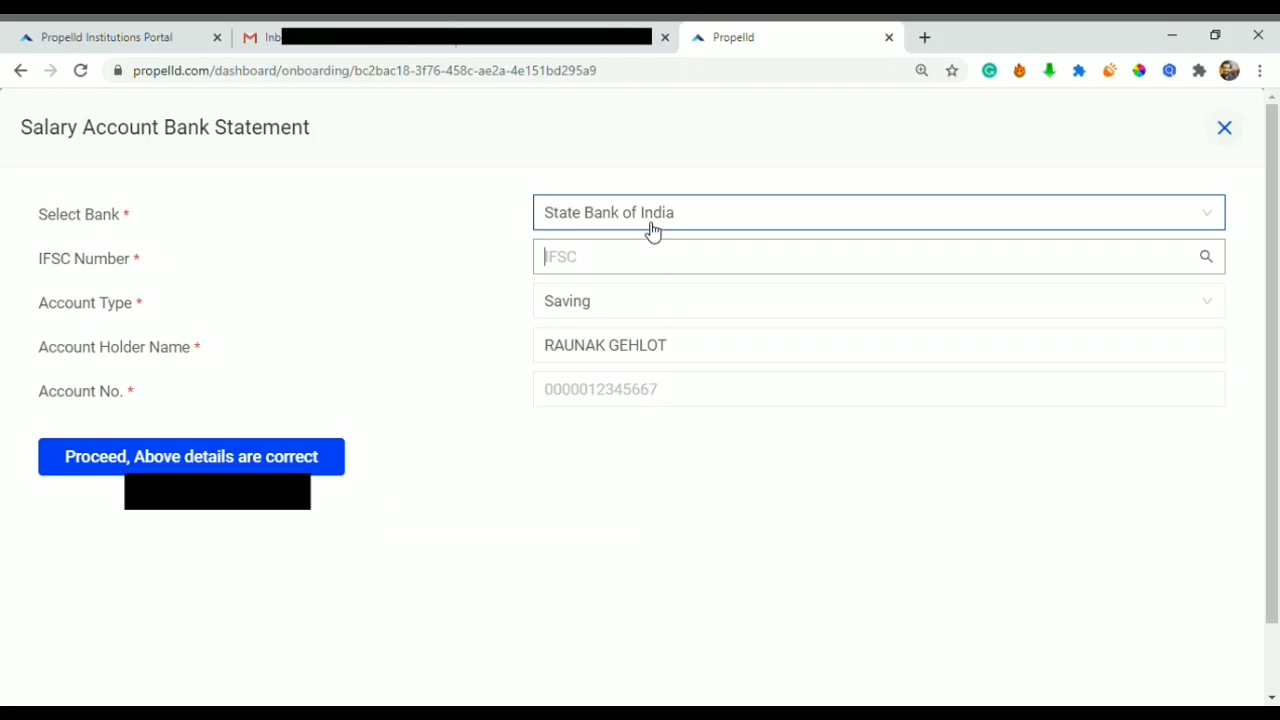 Propelld Institutions Portal
Inb
Propelld
propelld.com/dashboard/onboarding/bc2bac18-3f76-458c-ae2a-4e151bd295a9
Salary Account Bank Statement
Select Bank *
State Bank of India
IFSC Number *
IFSC
Account Type *
Saving
Account Holder Name *
RAUNAK GEHLOT
Account No. *
0000012345667
Proceed, Above details are correct